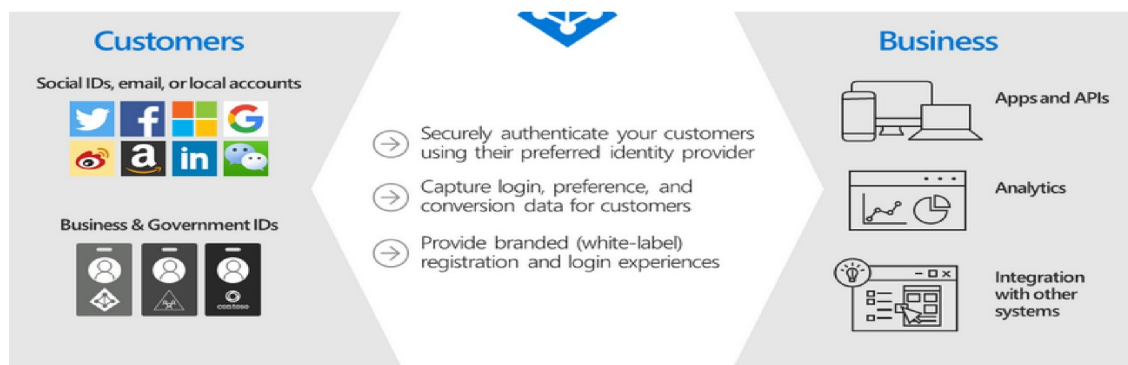 Customers
Social IDs, email, or local accounts
a
in
Business & Government IDs
contoso
Securely authenticate your customers
using their preferred identity provider
Capture login, preference, and
conversion data for customers
Provide branded (white-label)
registration and login experiences
Business
Apps and APIs
Analytics
Integration
with other
systems